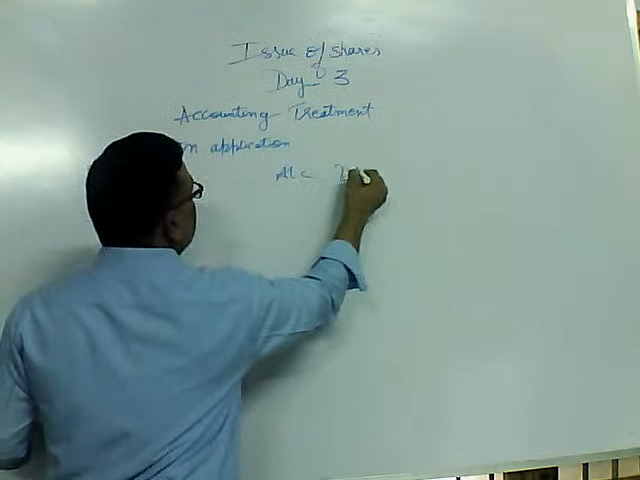 Issue of shares
Day 3
Accounting Treatment
on application
A/c